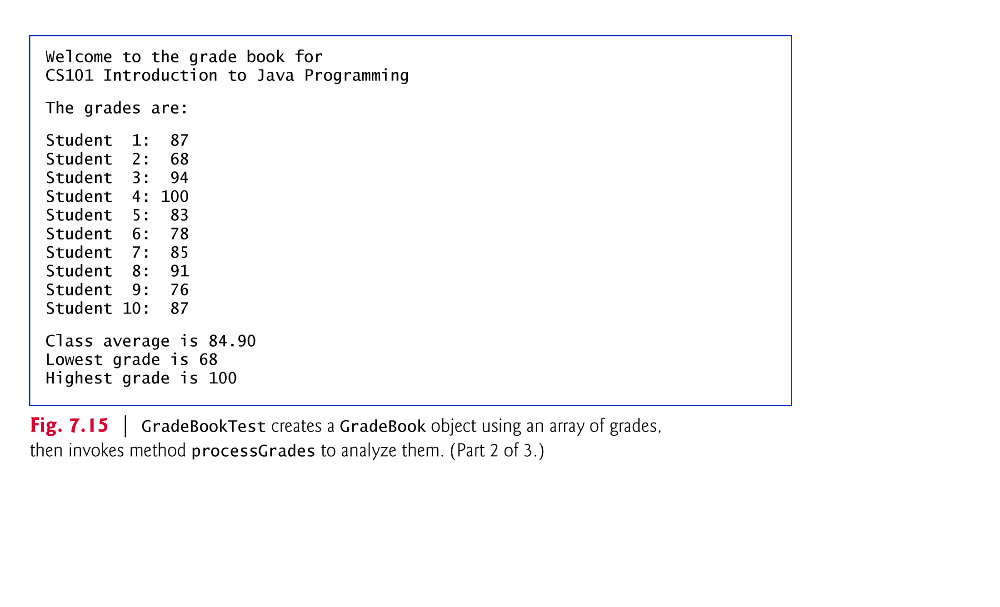 Welcome to the grade book for
CS101 Introduction to Java Programming
The grades are:
Student  1:  87
Student  2:  68
Student  3:  94
Student  4: 100
Student  5:  83
Student  6:  78
Student  7:  85
Student  8:  91
Student  9:  76
Student 10:  87
Class average is 84.90
Lowest grade is 68
Highest grade is 100
Fig. 7.15 | GradeBookTest creates a GradeBook object using an array of grades,
then invokes method processGrades to analyze them. (Part 2 of 3.)